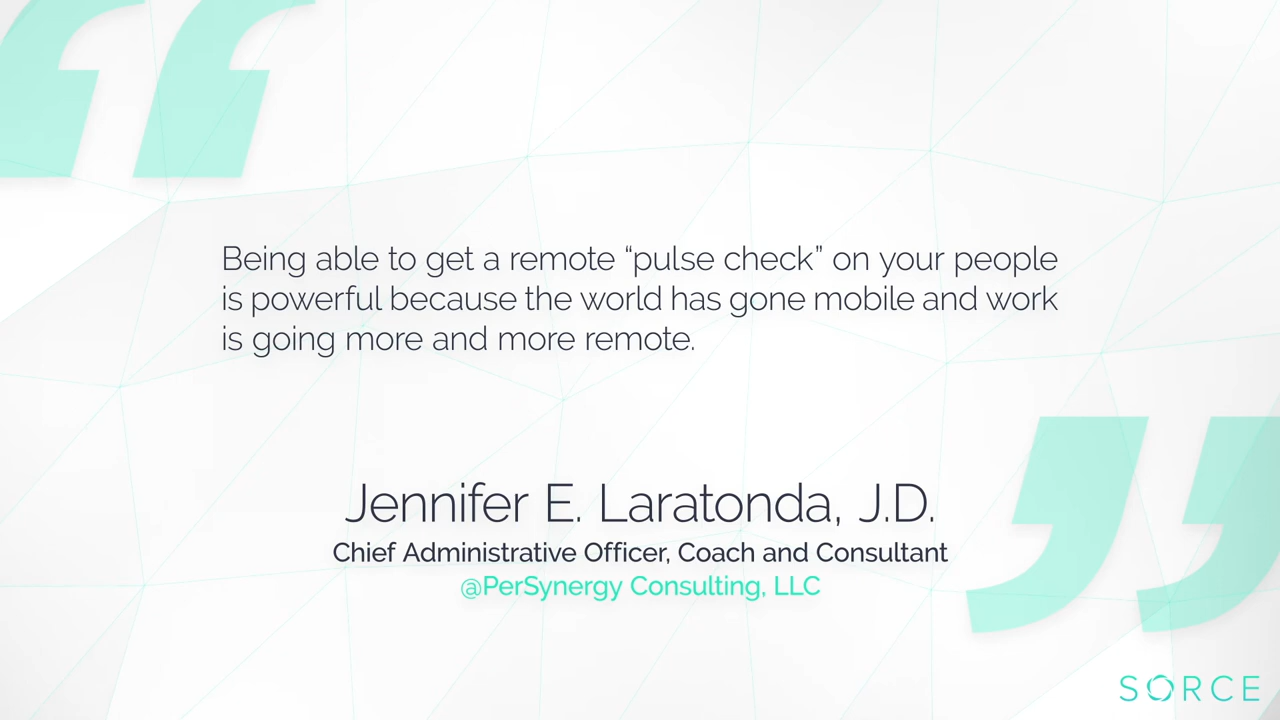 Being able to get a remote “pulse check” on your people
is powerful because the world has gone mobile and work
is going more and more remote.
Jennifer E. Laratonda, J.D.
Chief Administrative Officer, Coach and Consultant
@PerSynergy Consulting, LLC
SORCE